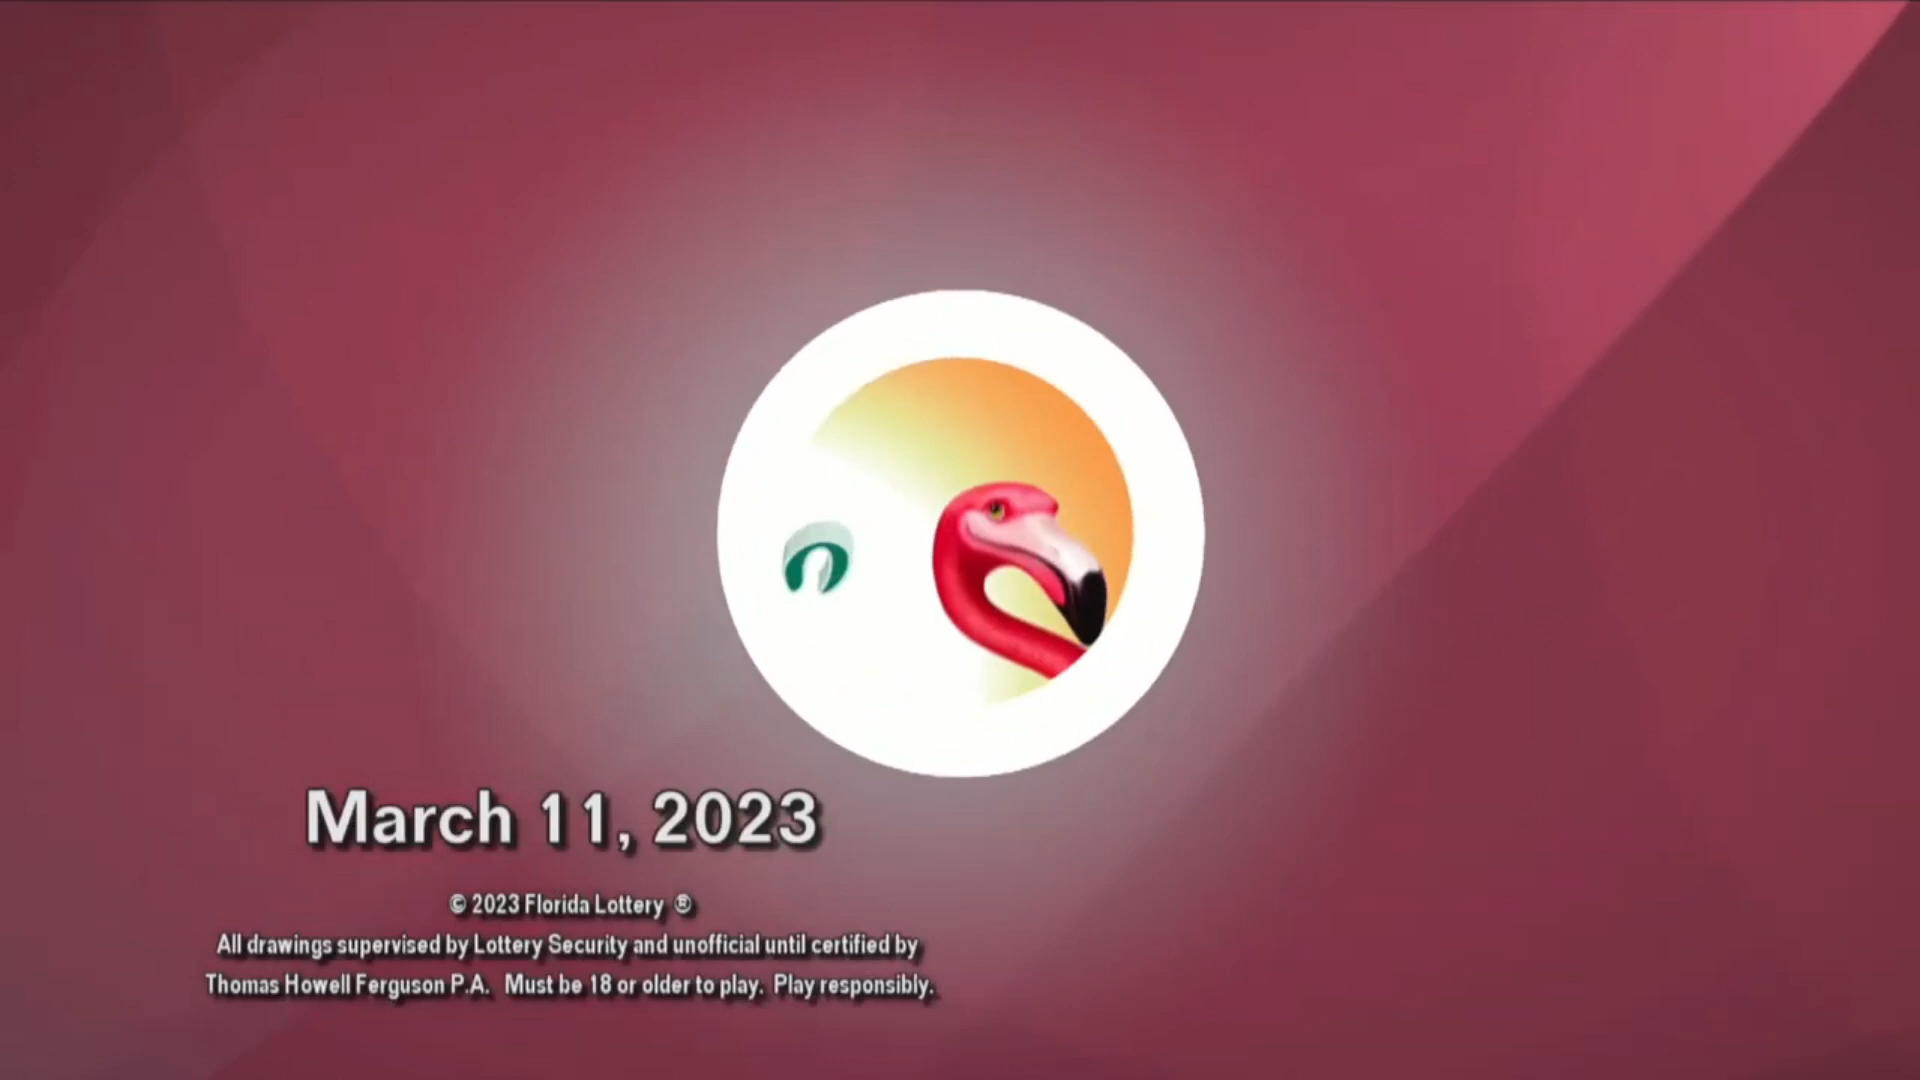 March 11, 2023
© 2023 Florida Lottery ®
All drawings supervised by Lottery Security and unofficial until certified by
Thomas Howell Ferguson P.A. Must be 18 or older to play. Play responsibly.